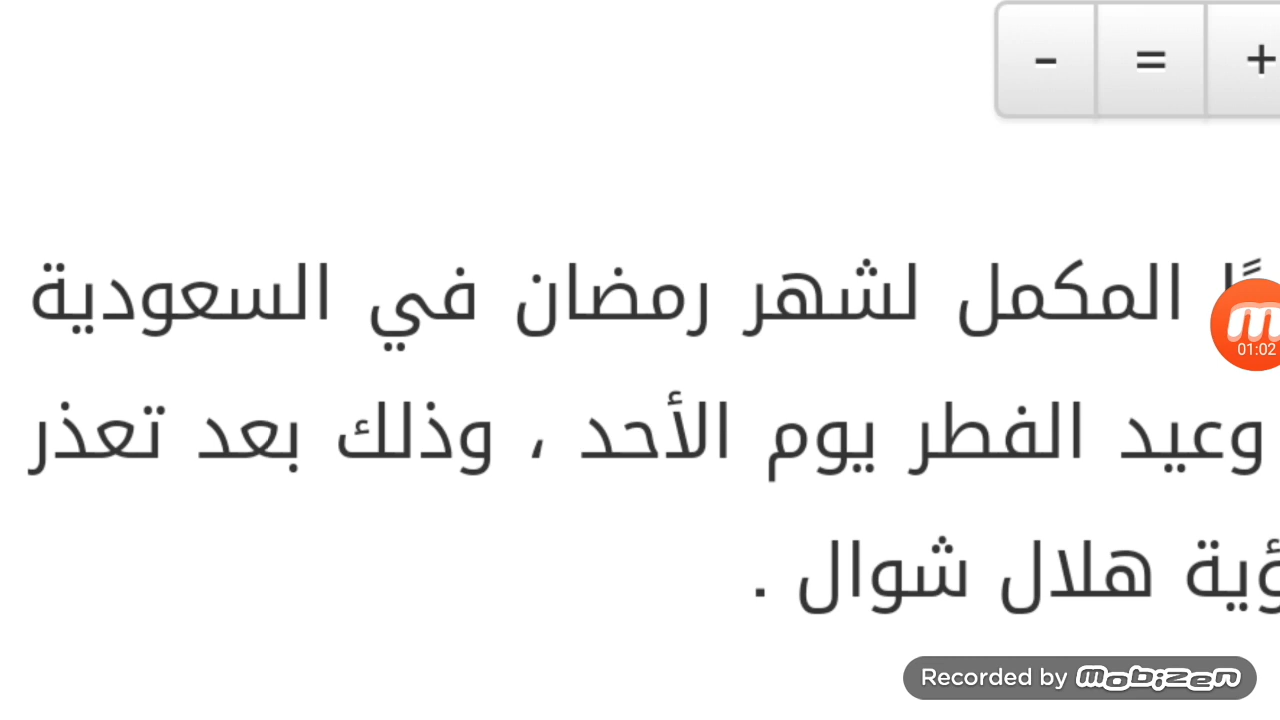 - = +
المكمل لشهر رمضان في السعودية
01:02
وعيد الفطر يوم الأحد ، وذلك بعد تعذر
هلال شوال .
Recorded by mobizen